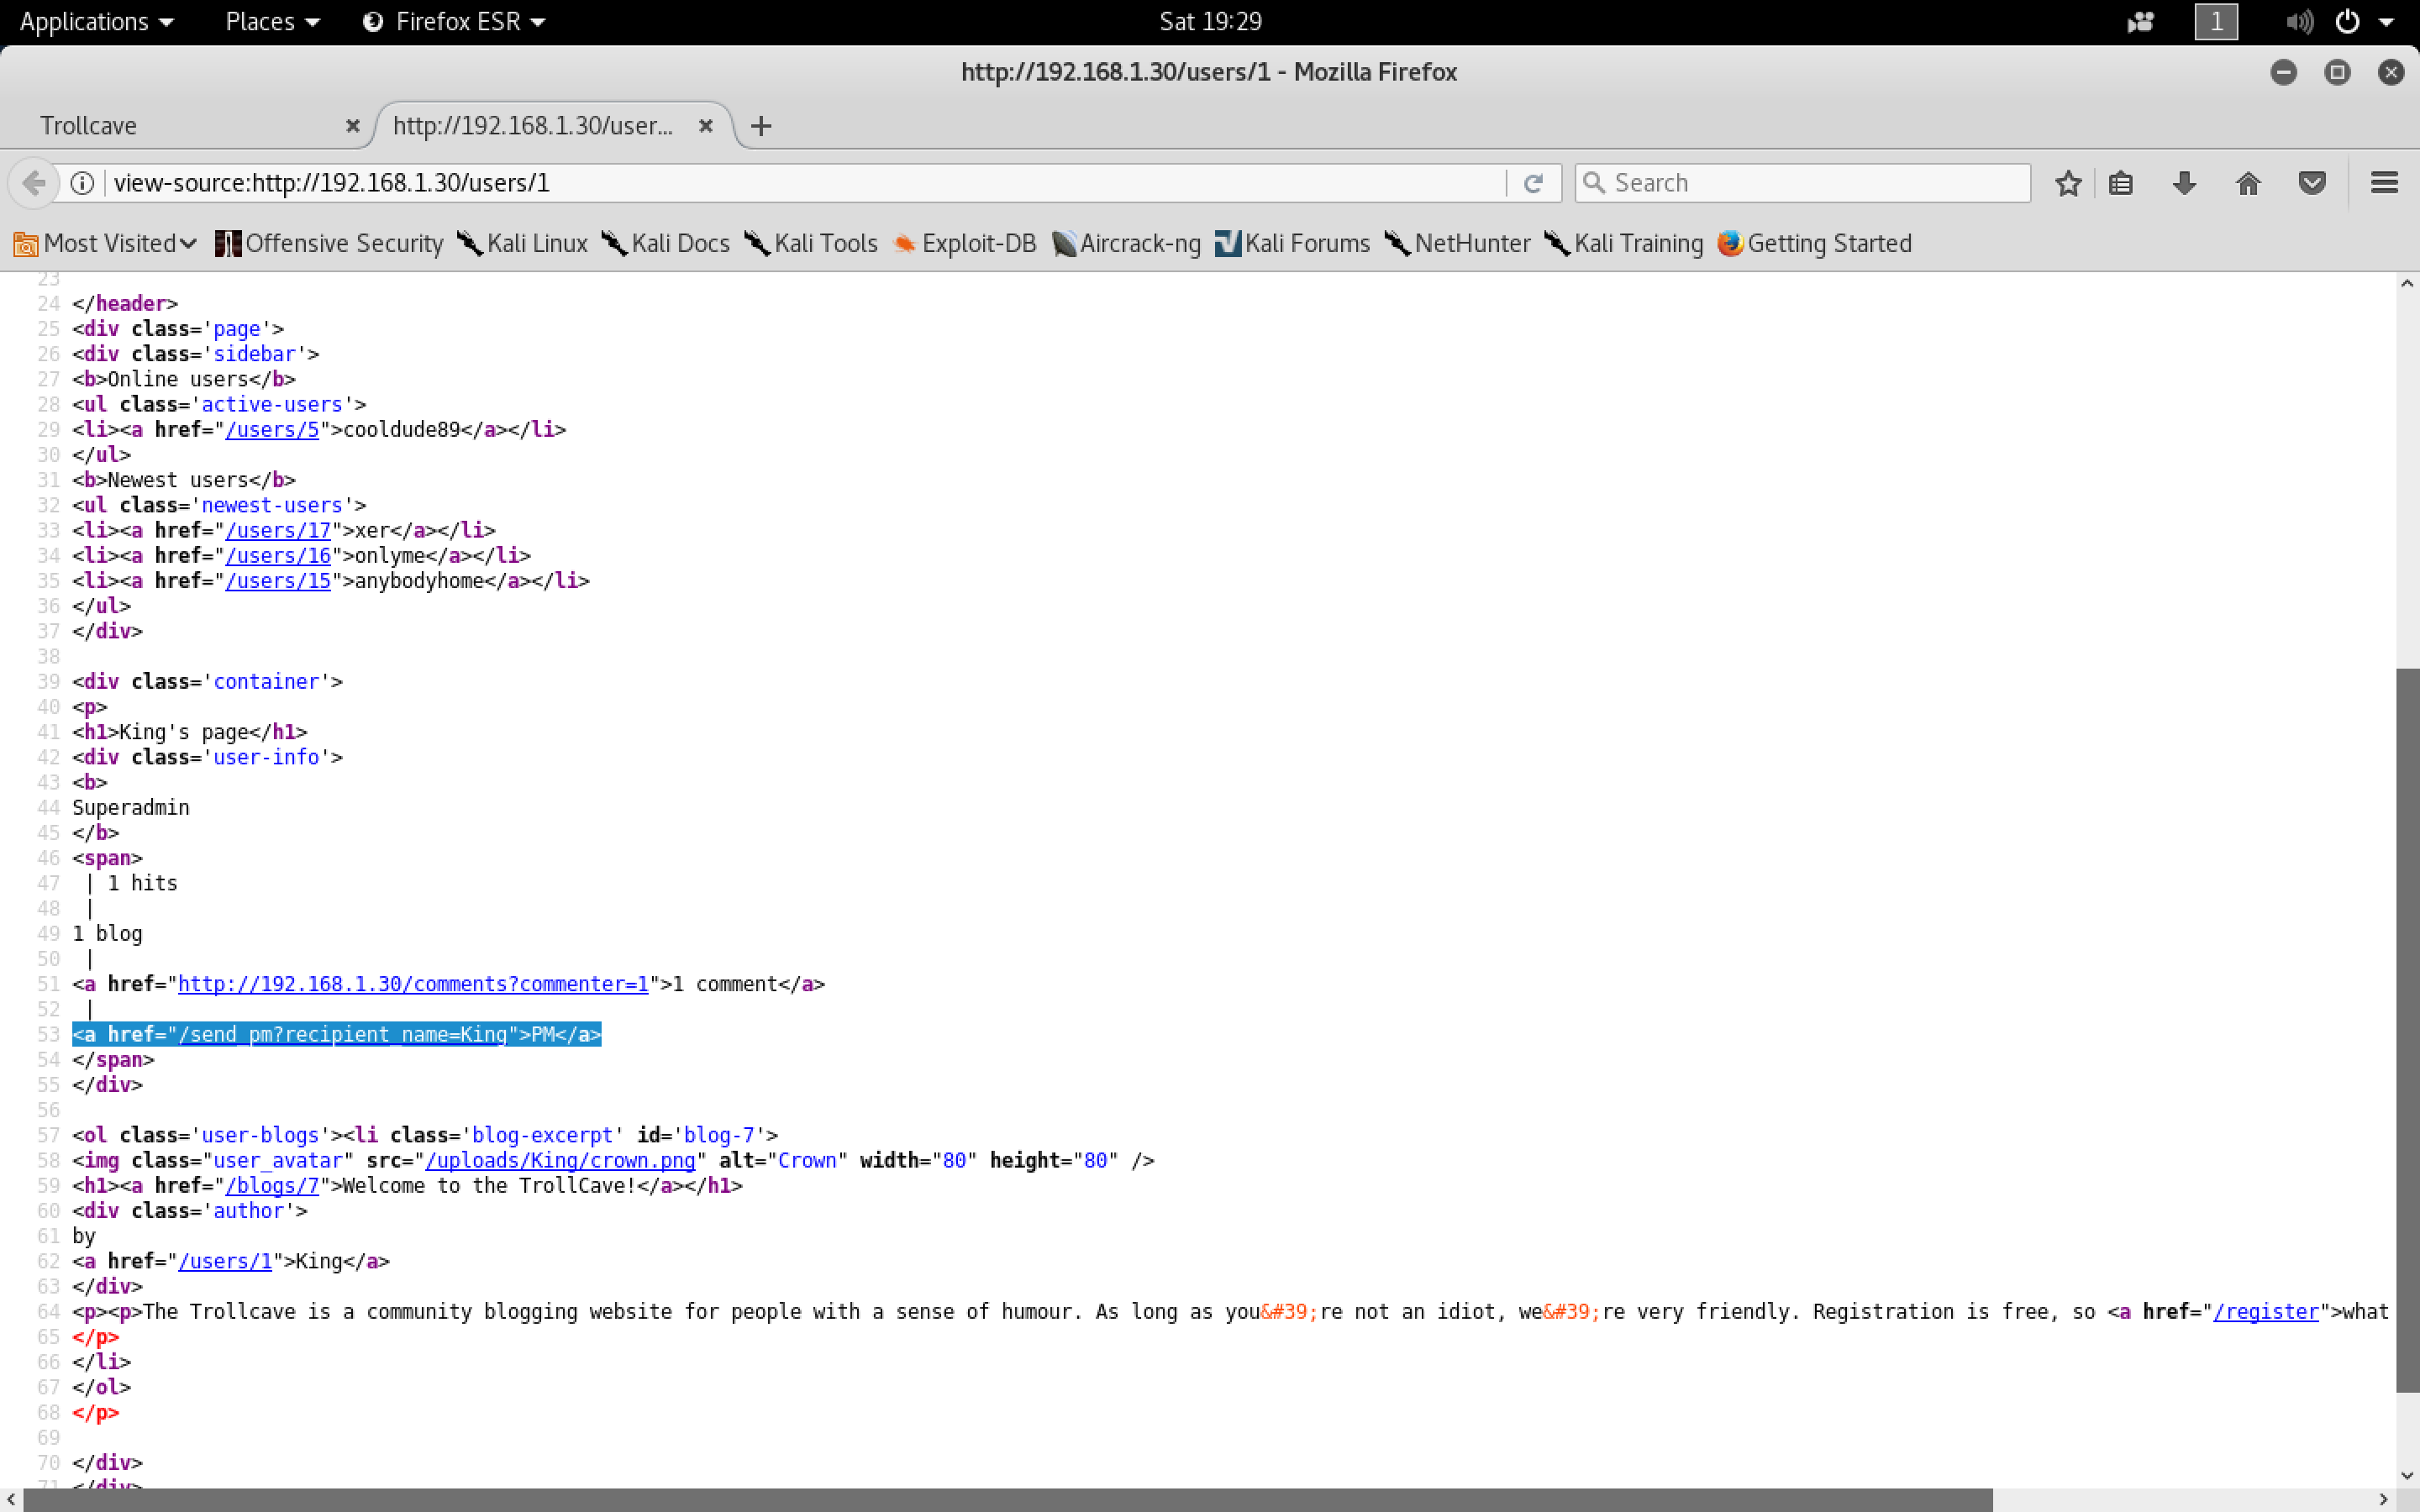 Applications Places Firefox ESR Sat 19:29 1
http://192.168.1.30/users/1 - Mozilla Firefox
Trollcave http://192.168.1.30/user...
view-source:http://192.168.1.30/users/1 Search
Most Visited Offensive Security Kali Linux Kali Docs Kali Tools Exploit-DB Aircrack-ng Kali Forums NetHunter Kali Training Getting Started
23
24 </header>
25 <div class='page'>
26 <div class='sidebar'>
27 <b>Online users</b>
28 <ul class='active-users'>
29 <li><a href="/users/5">cooldude89</a></li>
30 </ul>
31 <b>Newest users</b>
32 <ul class='newest-users'>
33 <li><a href="/users/17">xer</a></li>
34 <li><a href="/users/16">onlyme</a></li>
35 <li><a href="/users/15">anybodyhome</a></li>
36 </ul>
37 </div>
38
39 <div class='container'>
40 <p>
41 <h1>King's page</h1>
42 <div class='user-info'>
43 <b>
44 Superadmin
45 </b>
46 <span>
47 | 1 hits
48 |
49 1 blog
50 |
51 <a href="http://192.168.1.30/comments?commenter=1">1 comment</a>
52 |
53 <a href="/send_pm?recipient_name=King">PM</a>
54 </span>
55 </div>
56
57 <ol class='user-blogs'><li class='blog-excerpt' id='blog-7'>
58 <img class="user_avatar" src="/uploads/King/crown.png" alt="Crown" width="80" height="80" />
59 <h1><a href="/blogs/7">Welcome to the TrollCave!</a></h1>
60 <div class='author'>
61 by
62 <a href="/users/1">King</a>
63 </div>
64 <p><p>The Trollcave is a community blogging website for people with a sense of humour. As long as you&#39;re not an idiot, we&#39;re very friendly. Registration is free, so <a href="/register">what
65 </p>
66 </li>
67 </ol>
68 </p>
69
70 </div>
71 </div>